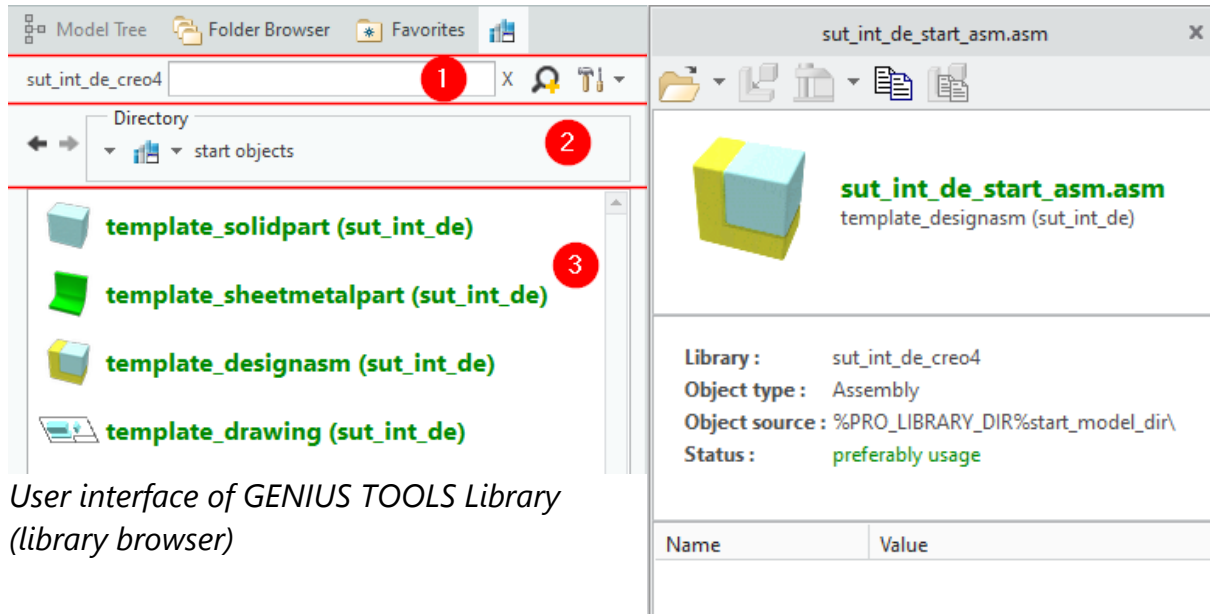 Model Tree Folder Browser Favorites
sut_int_de_creo4 1 X
Directory
start objects 2
template_solidpart (sut_int_de)
3
template_sheetmetalpart (sut_int_de)
template_designasm (sut_int_de)
template_drawing (sut_int_de)
User interface of GENIUS TOOLS Library
(library browser)
sut_int_de_start_asm.asm x
sut_int_de_start_asm.asm
template_designasm (sut_int_de)
Library : sut_int_de_creo4
Object type : Assembly
Object source : %PRO_LIBRARY_DIR%start_model_dir\
Status : preferably usage
Name Value